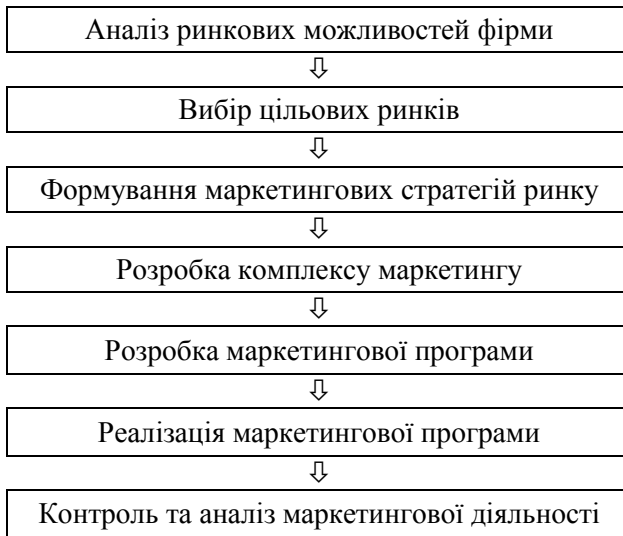 Аналіз ринкових можливостей фірми
⇩
Вибір цільових ринків
⇩
Формування маркетингових стратегій ринку
⇩
Розробка комплексу маркетингу
⇩
Розробка маркетингової програми
⇩
Реалізація маркетингової програми
⇩
Контроль та аналіз маркетингової діяльності